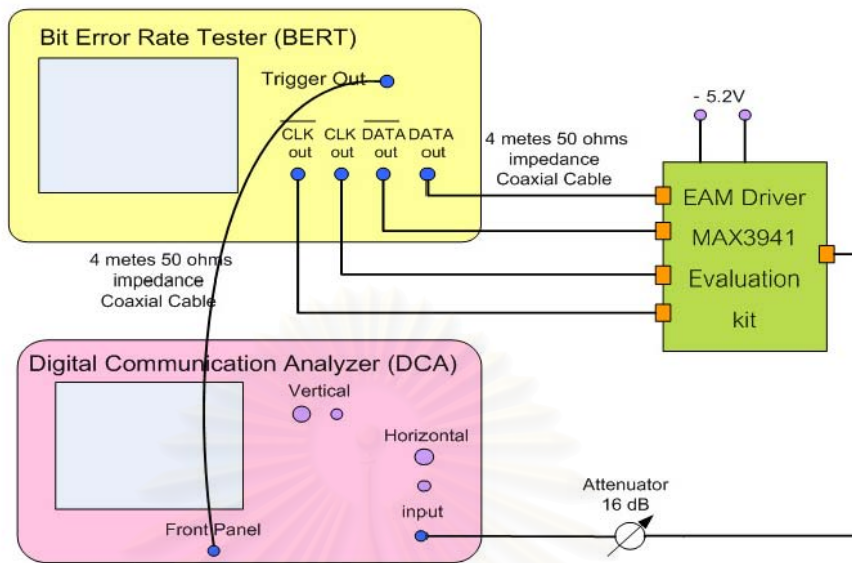 Bit Error Rate Tester (BERT)
Trigger Out
CLK CLK DATA DATA
out out out out
4 metes 50 ohms
impedance
Coaxial Cable
- 5.2V
EAM Driver
MAX3941
Evaluation
kit
4 metes 50 ohms
impedance
Coaxial Cable
Digital Communication Analyzer (DCA)
Vertical
Horizontal
input
Front Panel
Attenuator
16 dB